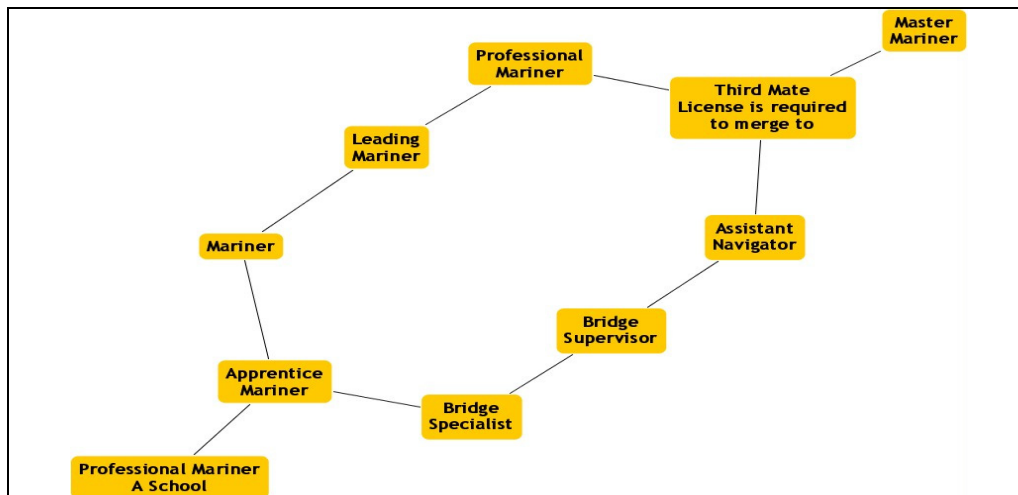 Master
Mariner
Professional
Mariner
Third Mate
License is required
to merge to
Leading
Mariner
Assistant
Navigator
Mariner
Bridge
Supervisor
Apprentice
Mariner
Bridge
Specialist
Professional Mariner
A School